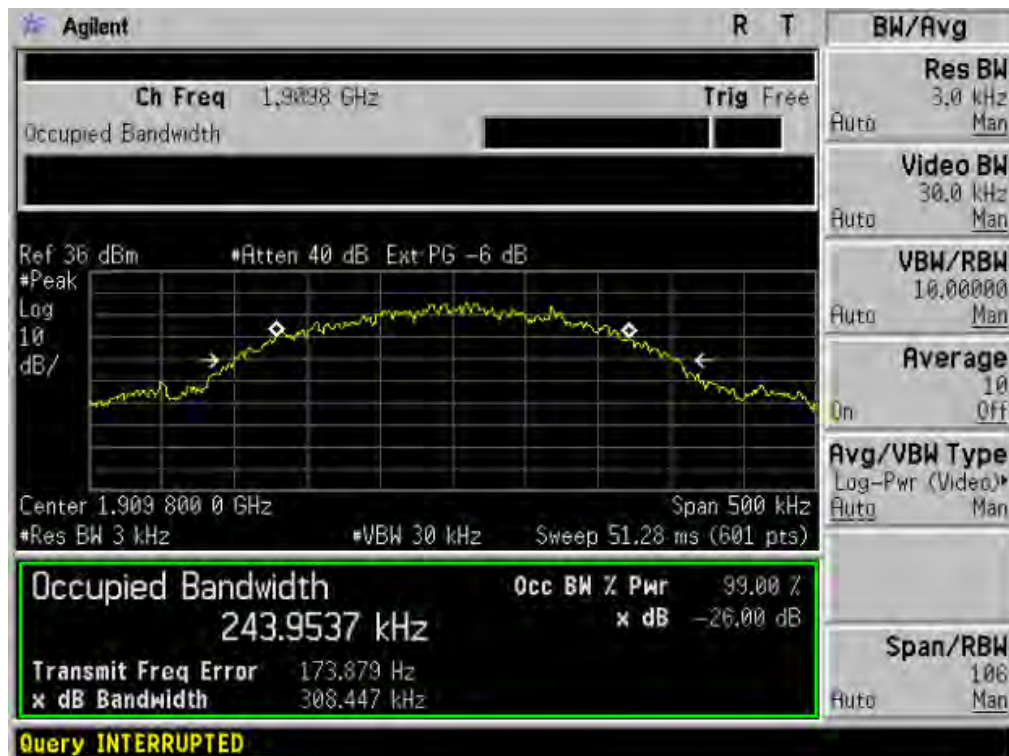 Agilent R T BW/Avg
Ch Freq 1.9098 GHz Trig Free
Occupied Bandwidth
Res BW
3.0 kHz
Auto Man
Video BW
30.0 kHz
Auto Man
VBW/RBW
10.00000
Auto Man
Average
10
On Off
Avg/VBW Type
Log-Pwr (Video)
Auto Man
Span/RBW
106
Auto Man
Ref 36 dBm #Atten 40 dB Ext PG -6 dB
#Peak
Log
10
dB/
Center 1.909 800 0 GHz Span 500 kHz
#Res BW 3 kHz #VBW 30 kHz Sweep 51.28 ms (601 pts)
Occupied Bandwidth Occ BW % Pwr 99.00 %
243.9537 kHz x dB -26.00 dB
Transmit Freq Error 173.879 Hz
x dB Bandwidth 308.447 kHz
Query INTERRUPTED